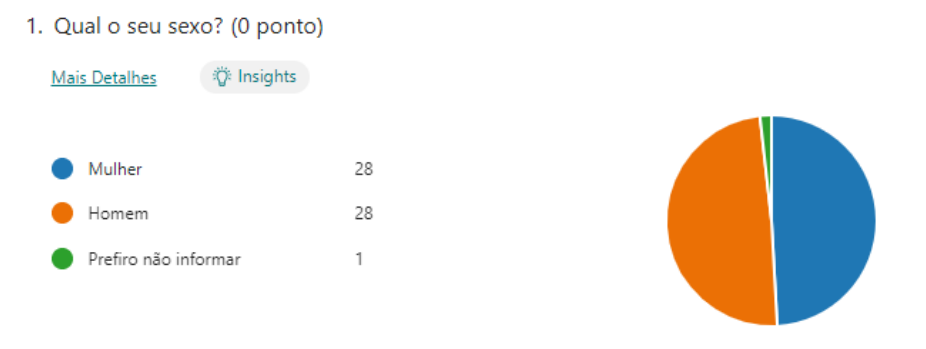 1. Qual o seu sexo? (0 ponto)
Mais Detalhes Insights
Mulher 28
Homem 28
Prefiro não informar 1